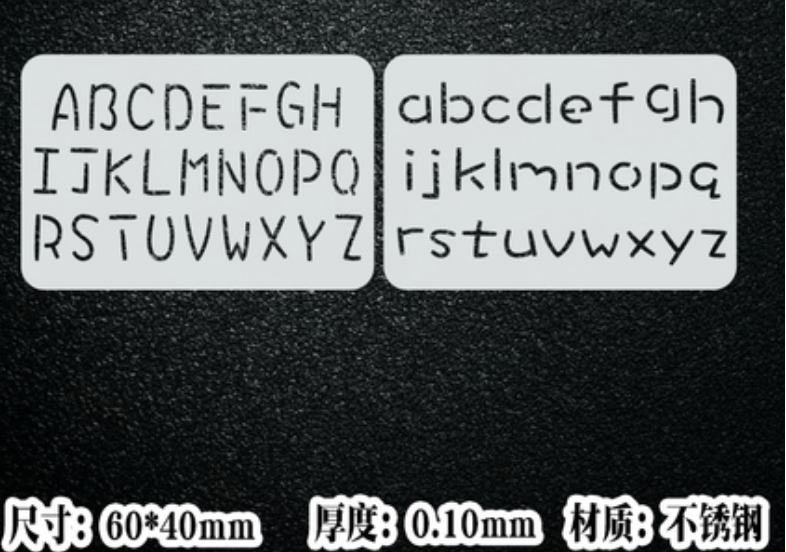 ABCDEFGH
IJKLMNOPQ
RSTUVWXYZ
abcdefgh
ijklmnopq
rstuvwxyz
尺寸: 60*40mm 厚度: 0.10mm 材质: 不锈钢